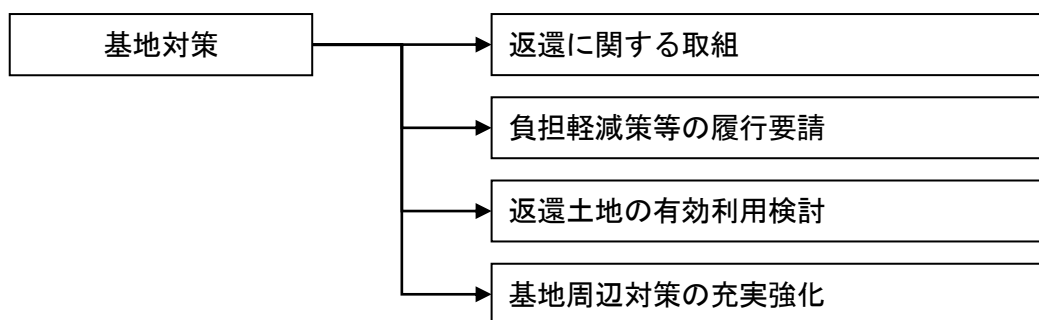 基地対策
返還に関する取組
負担軽減策等の履行要請
返還土地の有効利用検討
基地周辺対策の充実強化